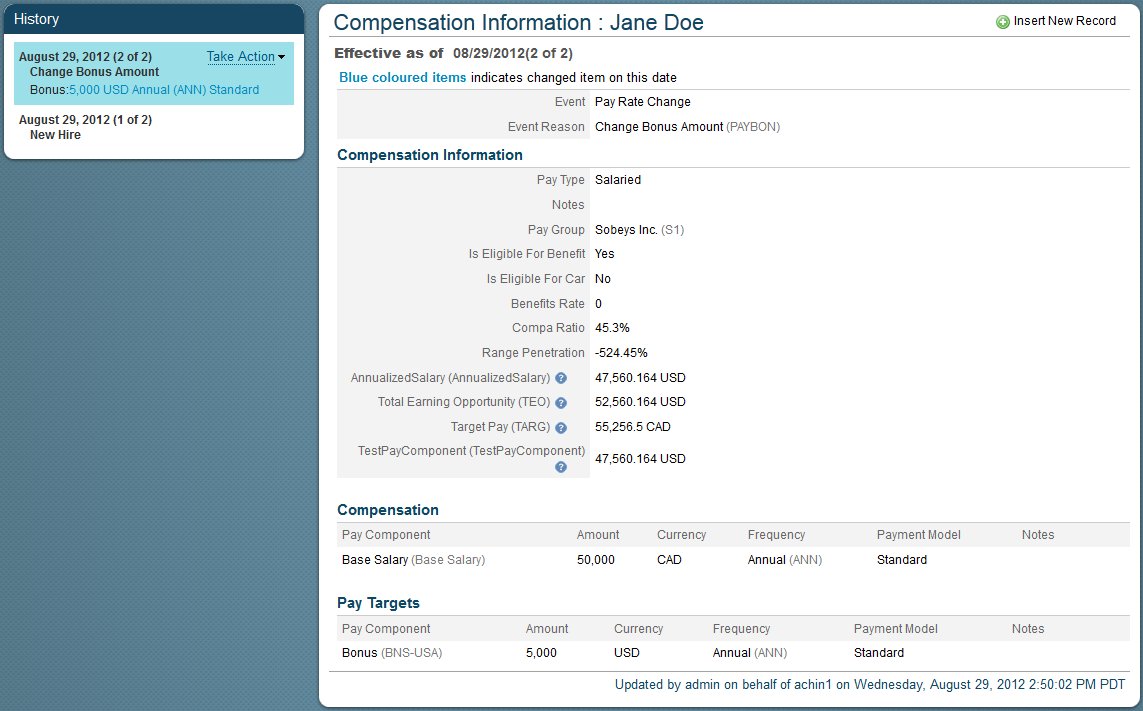 History
August 29, 2012 (2 of 2) Take Action
Change Bonus Amount
Bonus:5,000 USD Annual (ANN) Standard
August 29, 2012 (1 of 2)
New Hire
Compensation Information : Jane Doe
Insert New Record
Effective as of 08/29/2012(2 of 2)
Blue coloured items indicates changed item on this date
Event Pay Rate Change
Event Reason Change Bonus Amount (PAYBON)
Compensation Information
Pay Type Salaried
Notes
Pay Group Sobeys Inc. (S1)
Is Eligible For Benefit Yes
Is Eligible For Car No
Benefits Rate 0
Compa Ratio 45.3%
Range Penetration -524.45%
AnnualizedSalary (AnnualizedSalary) ? 47,560.164 USD
Total Earning Opportunity (TEO) ? 52,560.164 USD
Target Pay (TARG) ? 55,256.5 CAD
TestPayComponent (TestPayComponent) ? 47,560.164 USD
Compensation
Pay Component Amount Currency Frequency Payment Model Notes
Base Salary (Base Salary) 50,000 CAD Annual (ANN) Standard
Pay Targets
Pay Component Amount Currency Frequency Payment Model Notes
Bonus (BNS-USA) 5,000 USD Annual (ANN) Standard
Updated by admin on behalf of achin1 on Wednesday, August 29, 2012 2:50:02 PM PDT